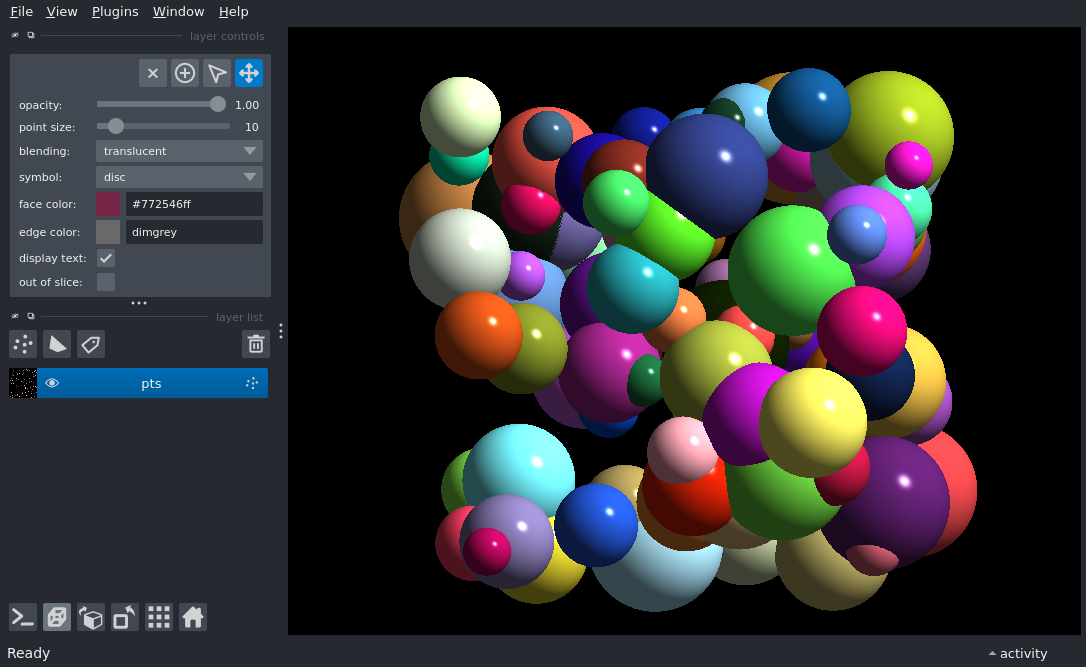 File View Plugins Window Help
layer controls
opacity: 1.00
point size: 10
blending: translucent
symbol: disc
face color: #772546ff
edge color: dimgrey
display text:
out of slice:
layer list
pts
Ready activity